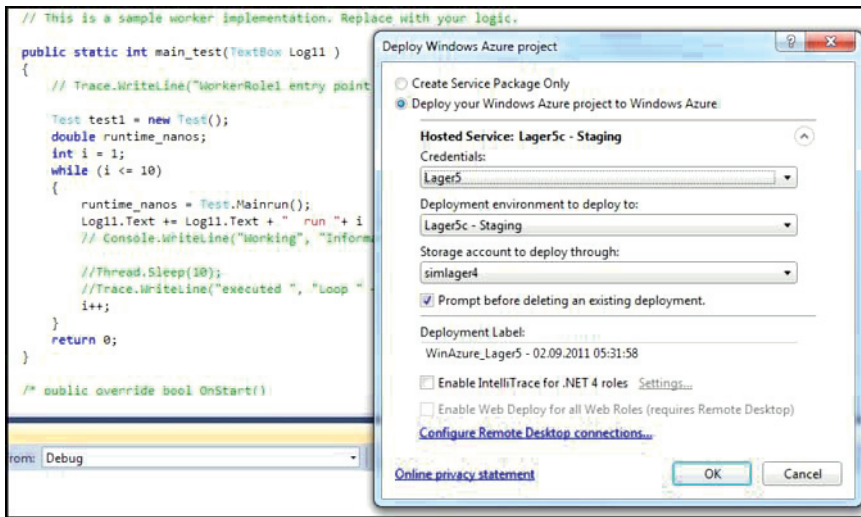 // This is a sample worker implementation. Replace with your logic.
public static int main_test(TextBox Log11 )
{
// Trace.WriteLine("WorkerRole1 entry point
Test test1 = new Test();
double runtime_nanos;
int i = 1;
while (i <= 10)
{
runtime_nanos = Test.Mainrun();
Log11.Text += Log11.Text + "  run "+ i
// Console.WriteLine("Working", "Informa
//Thread.Sleep(10);
//Trace.WriteLine("executed ", "Loop "
i++;
}
return 0;
}
/* public override bool OnStart()
rom: Debug
Deploy Windows Azure project
Create Service Package Only
Deploy your Windows Azure project to Windows Azure
Hosted Service: Lager5c - Staging
Credentials:
Lager5
Deployment environment to deploy to:
Lager5c - Staging
Storage account to deploy through:
simlager4
Prompt before deleting an existing deployment.
Deployment Label:
WinAzure_Lager5 - 02.09.2011 05:31:58
Enable IntelliTrace for .NET 4 roles Settings...
Enable Web Deploy for all Web Roles (requires Remote Desktop)
Configure Remote Desktop connections...
Online privacy statement OK Cancel